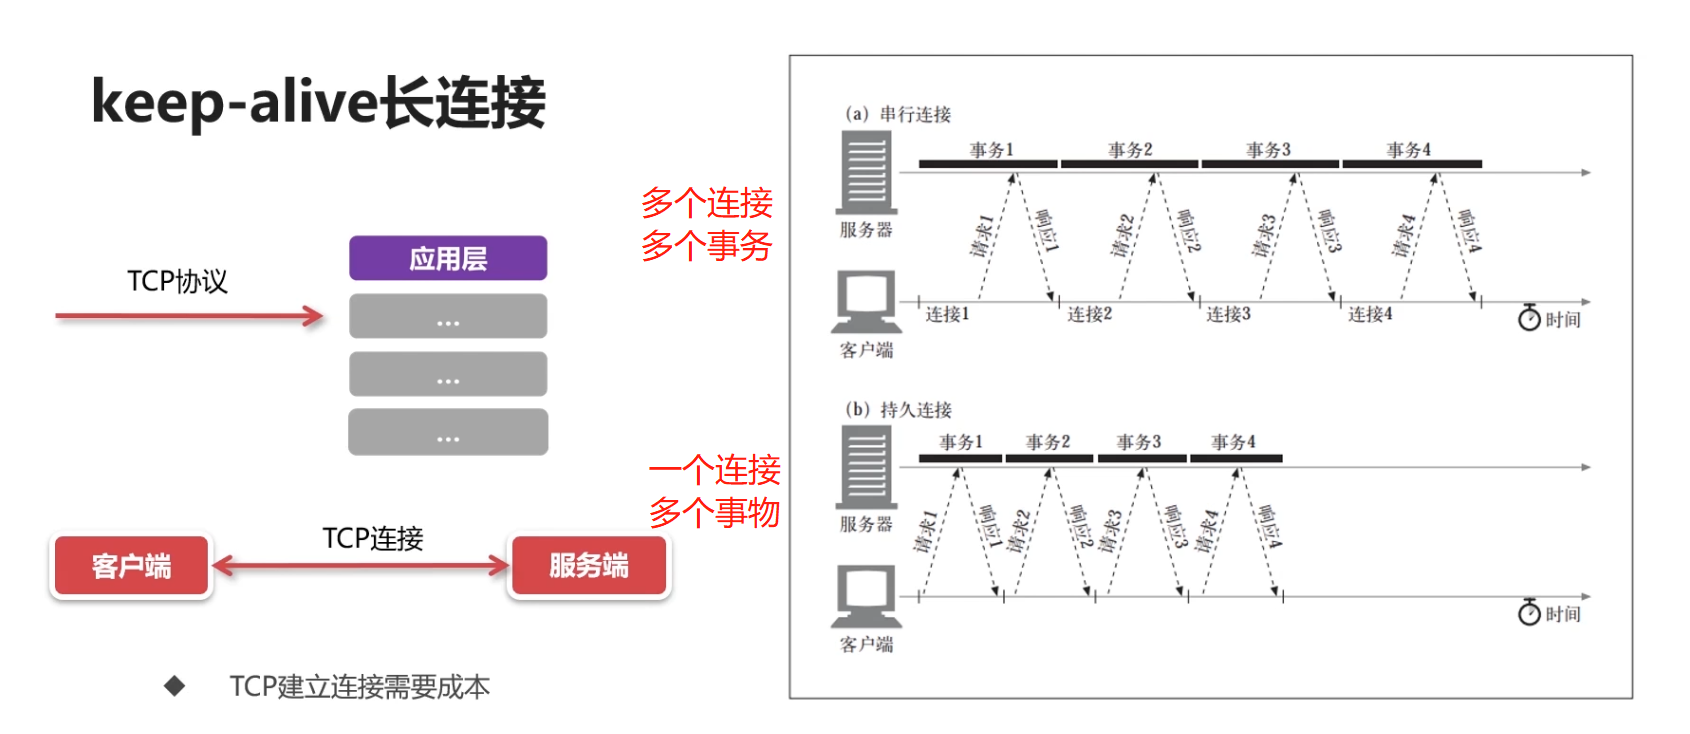 keep-alive长连接
TCP协议
应用层
...
...
...
客户端
TCP连接
服务端
◆ TCP建立连接需要成本
多个连接
多个事务
一个连接
多个事物
(a) 串行连接
事务1 事务2 事务3 事务4
服务器
请求1 响应1 请求2 响应2 请求3 响应3 请求4 响应4
连接1 连接2 连接3 连接4
时间
客户端
(b) 持久连接
事务1 事务2 事务3 事务4
服务器
请求1 响应1 请求2 响应2 请求3 响应3 请求4 响应4
时间
客户端